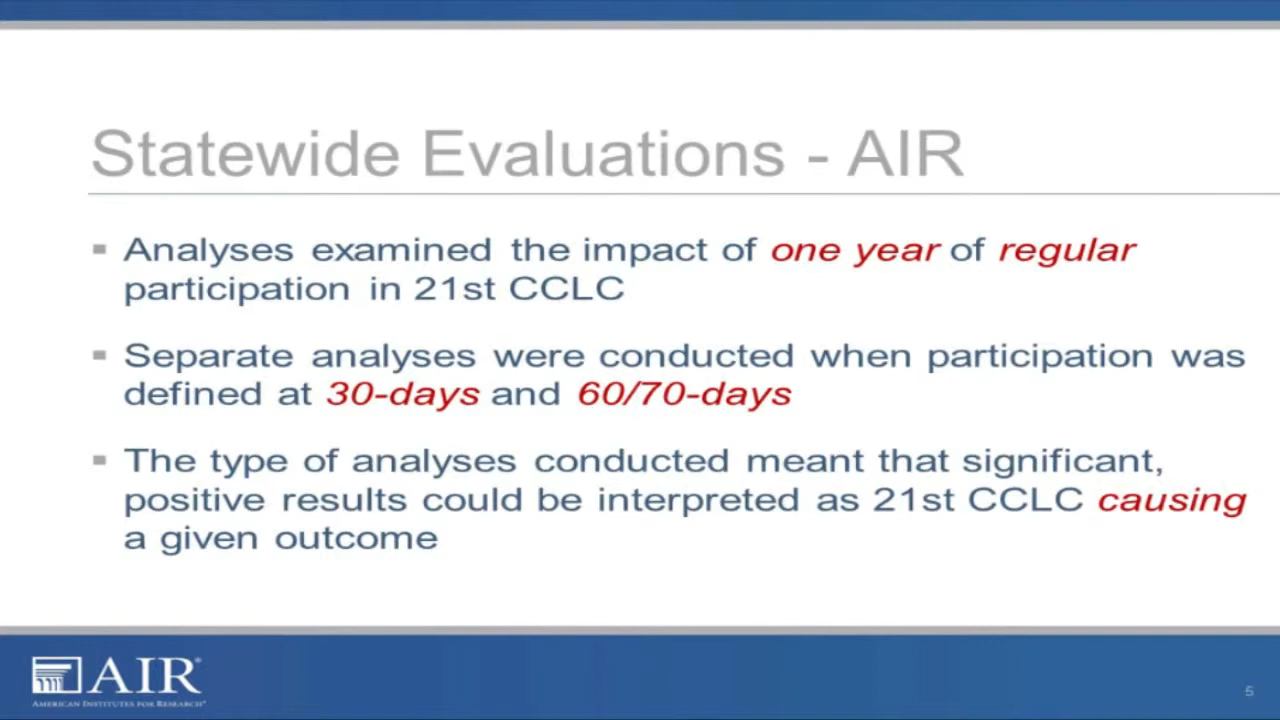 Statewide Evaluations - AIR
Analyses examined the impact of one year of regular
participation in 21st CCLC
Separate analyses were conducted when participation was
defined at 30-days and 60/70-days
The type of analyses conducted meant that significant,
positive results could be interpreted as 21st CCLC causing
a given outcome
AIR®
AMERICAN INSTITUTES FOR RESEARCH®
5